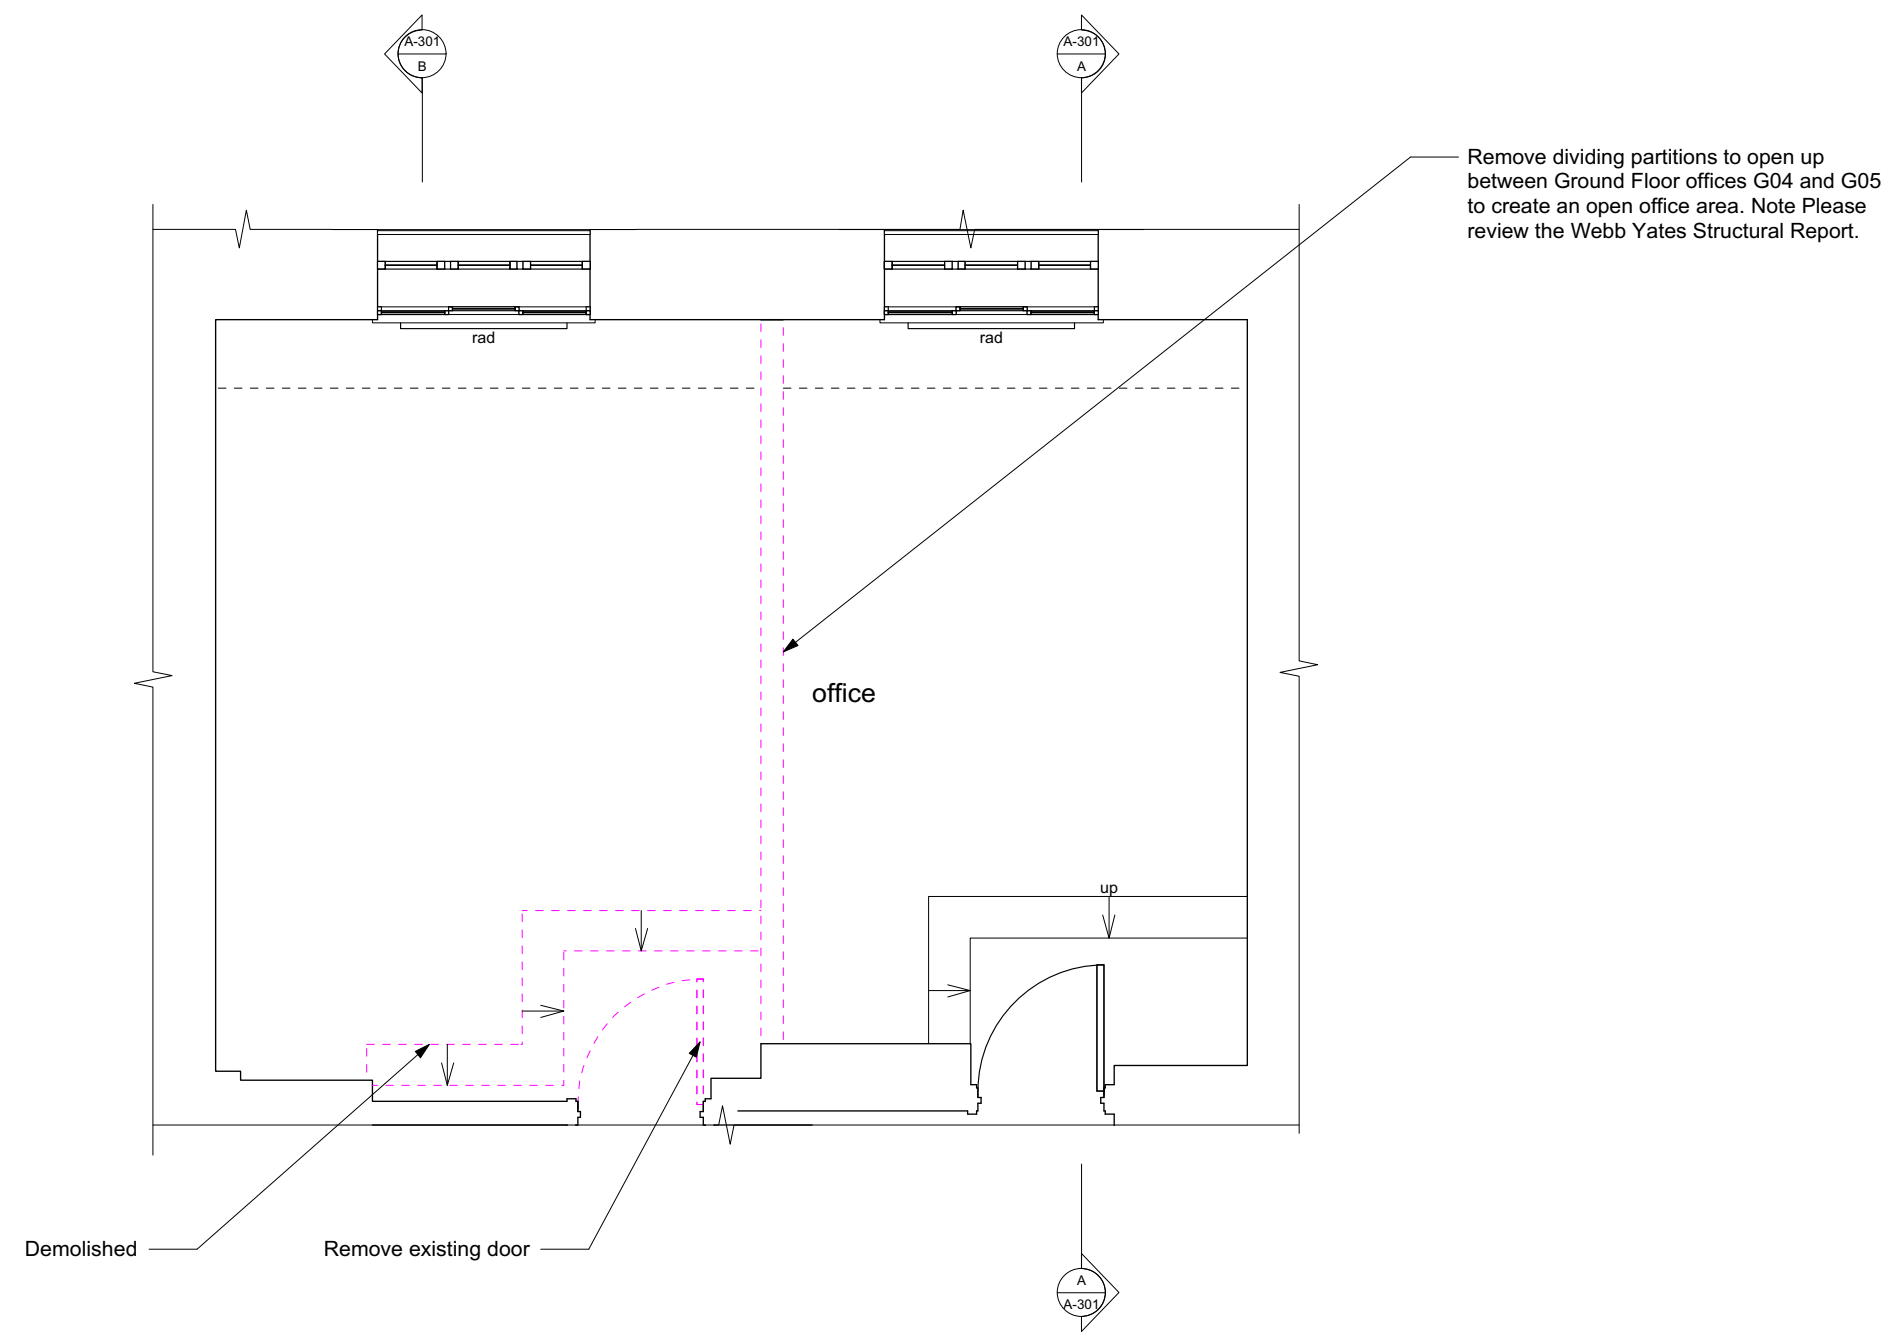 A-301
B
A-301
A
Remove dividing partitions to open up
between Ground Floor offices G04 and G05
to create an open office area. Note Please
review the Webb Yates Structural Report.
rad
rad
office
up
Demolished
Remove existing door
A
A-301